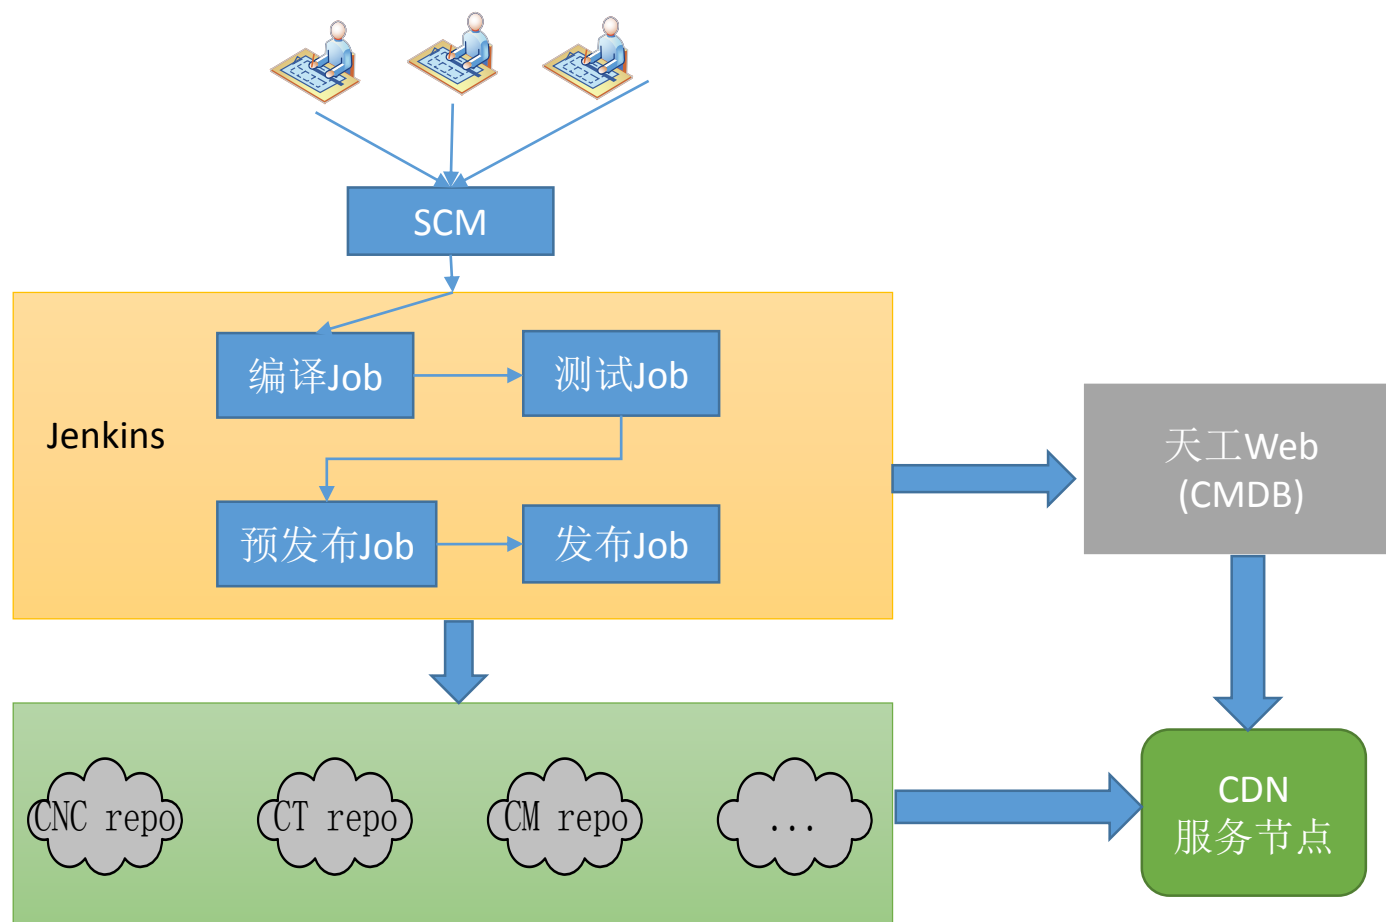 SCM
编译Job
测试Job
Jenkins
预发布Job
发布Job
天工Web
(CMDB)
CNC repo
CT repo
CM repo
...
CDN
服务节点